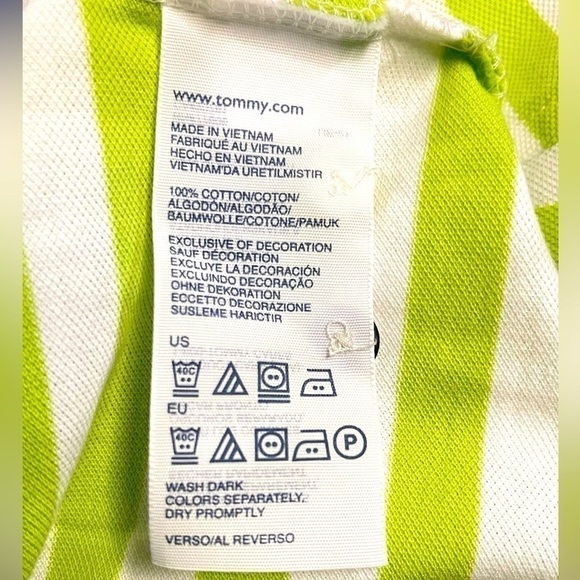 www.tommy.com
MADE IN VIETNAM
FABRIQUÉ AU VIETNAM
HECHO EN VIETNAM
VIETNAM'DA URETILMISTIR
100% COTTON/COTON/
ALGODÓN/ALGODÃO/
BAUMWOLLE/COTONE/PAMUK
EXCLUSIVE OF DECORATION
SAUF DÉCORATION
EXCLUYE LA DECORACIÓN
EXCLUINDO DECORAÇÃO
OHNE DEKORATION
ECCETTO DECORAZIONE
SUSLEME HARICTIR
US
40C
EU
40C P
WASH DARK
COLORS SEPARATELY.
DRY PROMPTLY
VERSO/AL REVERSO